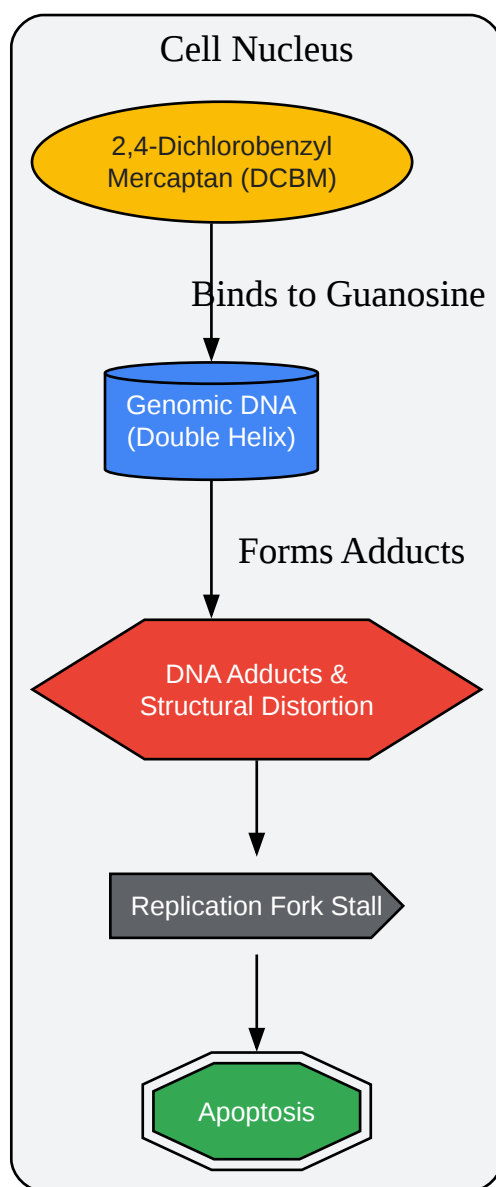 Cell Nucleus
2,4-Dichlorobenzyl
Mercaptan (DCBM)
Binds to Guanosine
Genomic DNA
(Double Helix)
Forms Adducts
DNA Adducts &
Structural Distortion
Replication Fork Stall
Apoptosis